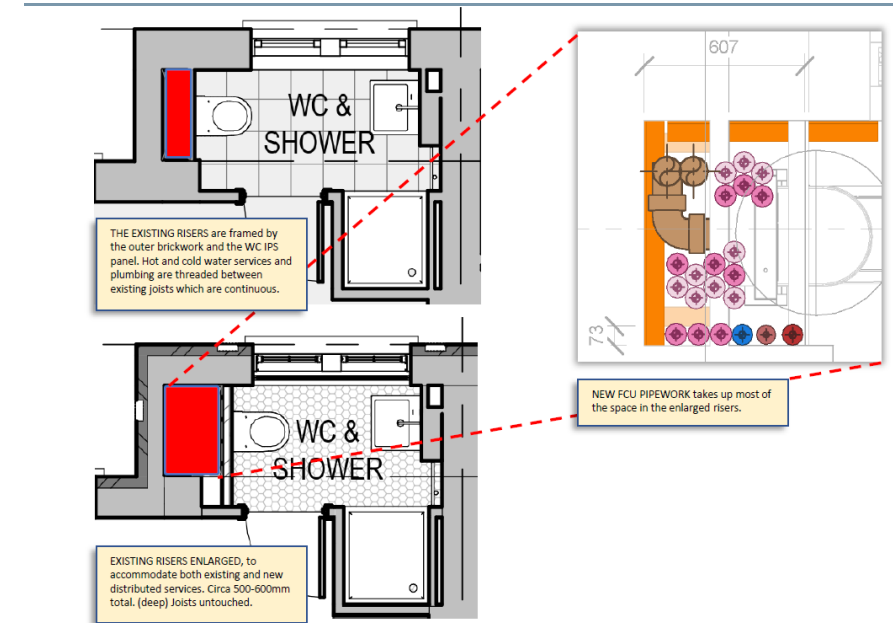 WC &
SHOWER
THE EXISTING RISERS are framed by
the outer brickwork and the WC IPS
panel. Hot and cold water services and
plumbing are threaded between
existing joists which are continuous.
607
73
NEW FCU PIPEWORK takes up most of
the space in the enlarged risers.
WC &
SHOWER
EXISTING RISERS ENLARGED, to
accommodate both existing and new
distributed services. Circa 500-600mm
total. (deep) Joists untouched.